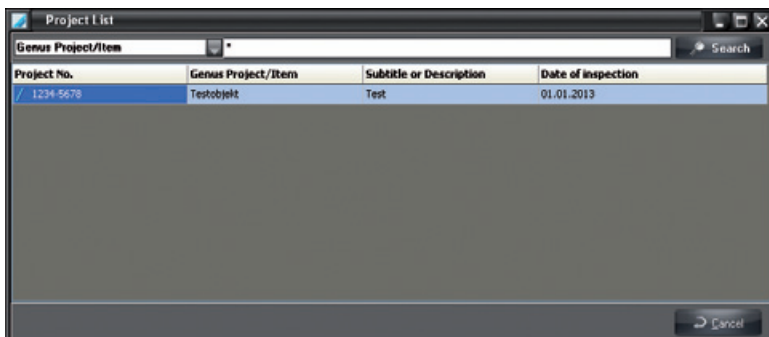 Project List
Genus Project/Item * Search
Project No. Genus Project/Item Subtitle or Description Date of inspection
1234-5678 Testobjekt Test 01.01.2013
Cancel